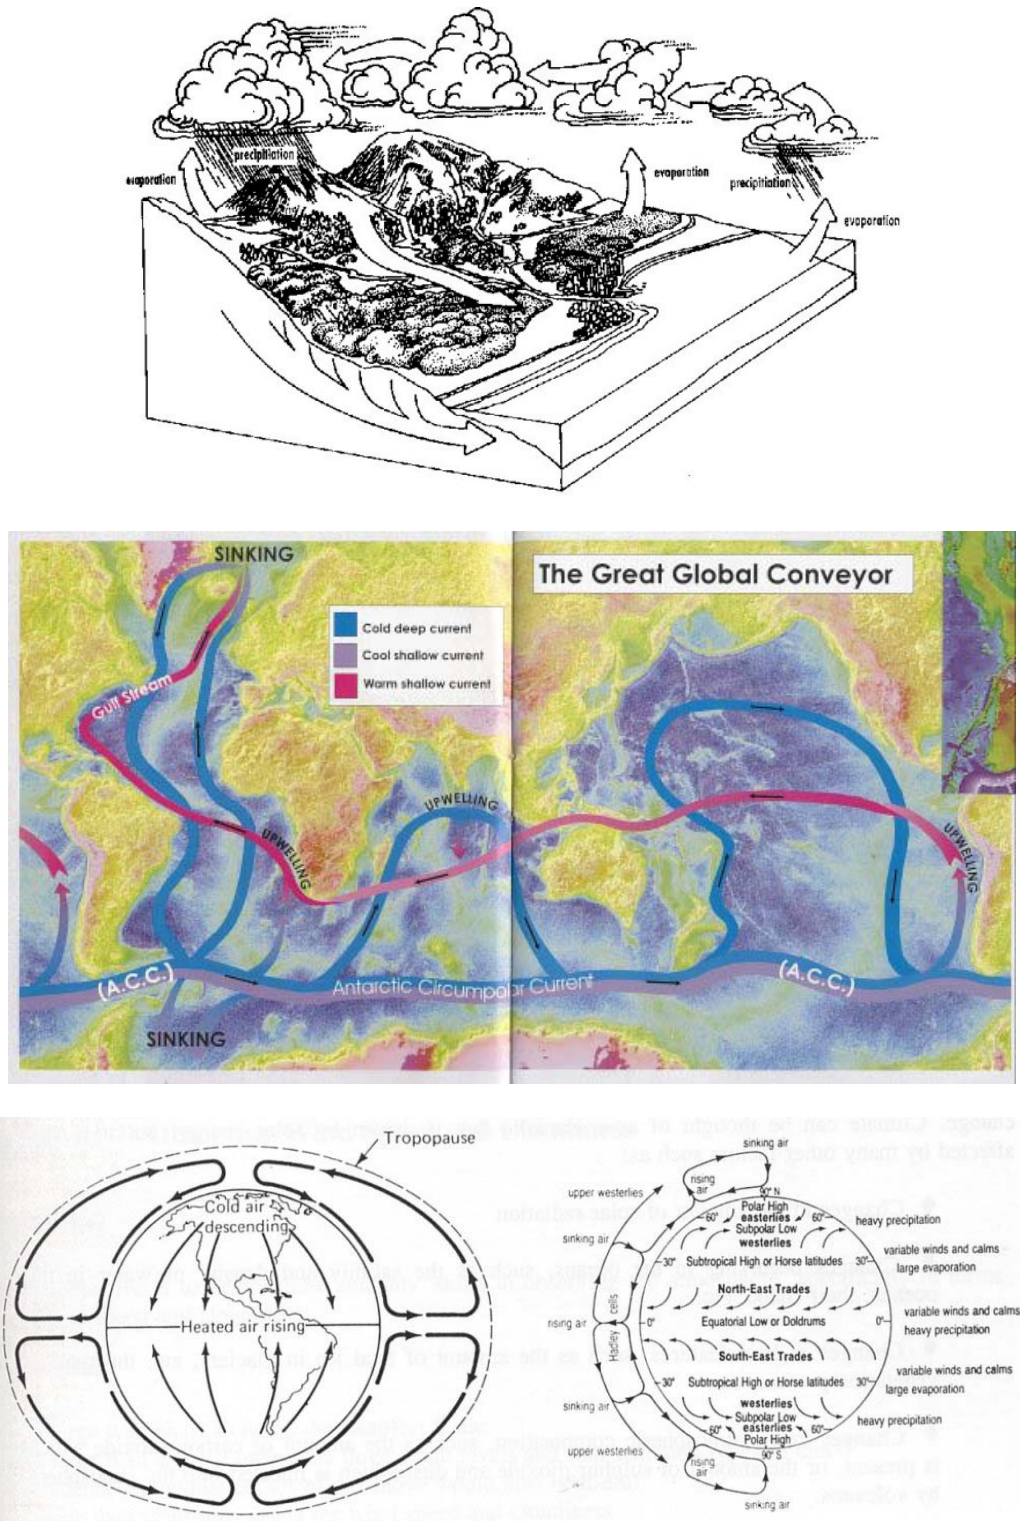 precipitiation
evaporation
evaporation
precipitiation
evaporation
SINKING
The Great Global Conveyor
Cold deep current
Cool shallow current
Warm shallow current
Gulf Stream
UPWELLING
UPWELLING
UPWELLING
(A.C.C.)
Antarctic Circumpolar Current
(A.C.C.)
SINKING
Tropopause
Cold air
descending
Heated air rising
sinking air
rising
air
90° N
upper westerlies
Polar High
60° easterlies 60°
heavy precipitation
Subpolar Low
westerlies
sinking air
variable winds and calms
30° Subtropical High or Horse latitudes 30°
large evaporation
North-East Trades
cells
variable winds and calms
rising air
0° Equatorial Low or Doldrums 0°
heavy precipitation
Hadley
South-East Trades
variable winds and calms
30° Subtropical High or Horse latitudes 30°
large evaporation
westerlies
sinking air
Subpolar Low
heavy precipitation
60° easterlies 60°
Polar High
upper westerlies
90° S
rising
air
sinking air